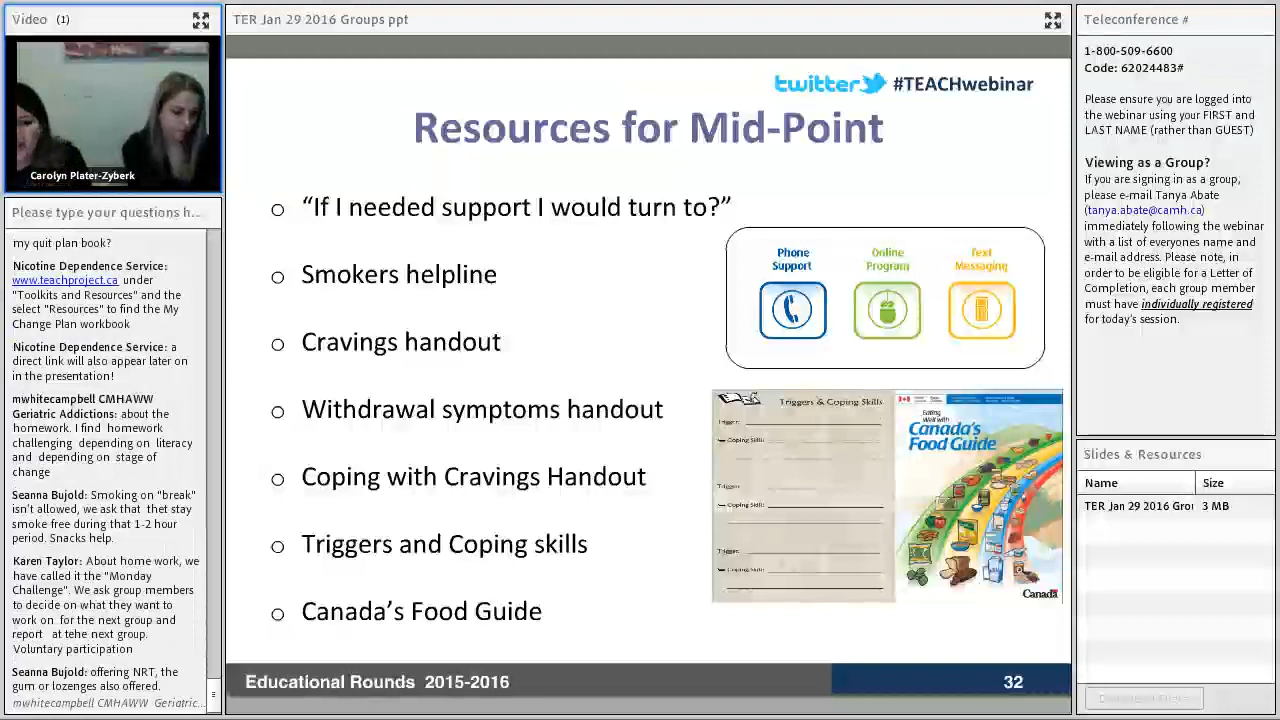 Video (1)
Carolyn Plater-Zyberk
Please type your questions h...
my quit plan book?
Nicotine Dependence Service:
www.teachproject.ca under
"Toolkits and Resources" and the
select "Resources" to find the My
Change Plan workbook
Nicotine Dependence Service: a
direct link will also appear later on
in the presentation!
mwhitecampbell CMHAWW
Geriatric Addictions: about the
homework. I find homework
challenging depending on literacy
and depending on stage of
change
Seanna Bujold: Smoking on "break"
isn't allowed, we ask that thet stay
smoke free during that 1-2 hour
period. Snacks help.
Karen Taylor: About home work, we
have called it the "Monday
Challenge". We ask group members
to decide on what they want to
work on for the next group and
report at tehe next group.
Voluntary participation
Seanna Bujold: offering NRT, the
gum or lozenges also offered.
mwhitecampbell CMHAWW Geriatric...
TER Jan 29 2016 Groups ppt
twitter #TEACHwebinar
Resources for Mid-Point
o "If I needed support I would turn to?"
o Smokers helpline
o Cravings handout
o Withdrawal symptoms handout
o Coping with Cravings Handout
o Triggers and Coping skills
o Canada's Food Guide
Phone Support
Online Program
Text Messaging
Triggers & Coping Skills
Trigger:
Coping Skill:
Trigger:
Coping Skill:
Trigger:
Coping Skill:
Eating
Well with
Canada's
Food Guide
Canada
Educational Rounds 2015-2016
32
Teleconference #
1-800-509-6600
Code: 62024483#
Please ensure you are logged into
the webinar using your FIRST and
LAST NAME (rather than GUEST)
Viewing as a Group?
If you are signing in as a group,
please e-mail Tanya Abate
(tanya.abate@camh.ca)
immediately following the webinar
with a list of everyones name and
e-mail address. Please note, in
order to be eligible for a Letter of
Completion, each group member
must have individually registered
for today's session.
Slides & Resources
Name Size
TER Jan 29 2016 Grou 3 MB